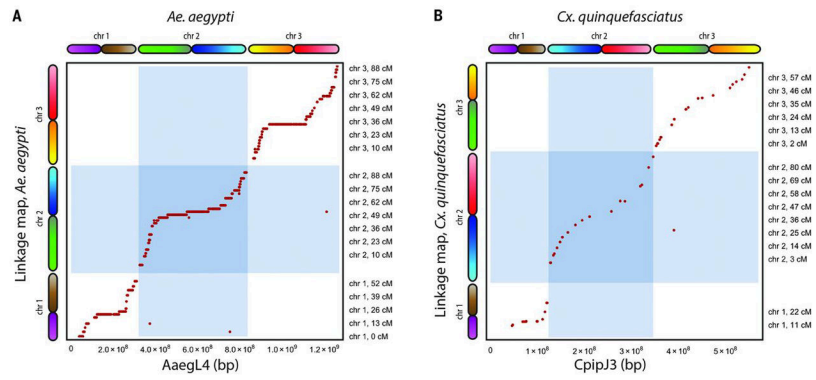 A
Ae. aegypti
chr 1 chr 2 chr 3
chr 3, 88 cM
chr 3, 75 cM
chr 3, 62 cM
chr 3, 49 cM
chr 3, 36 cM
chr 3, 23 cM
chr 3, 10 cM
chr 2, 88 cM
chr 2, 75 cM
chr 2, 62 cM
chr 2, 49 cM
chr 2, 36 cM
chr 2, 23 cM
chr 2, 10 cM
chr 1, 52 cM
chr 1, 39 cM
chr 1, 26 cM
chr 1, 13 cM
chr 1, 0 cM
Linkage map, Ae. aegypti
chr 3
chr 2
chr 1
0 2.0×10⁸ 4.0×10⁸ 6.0×10⁸ 8.0×10⁸ 1.0×10⁹ 1.2×10⁹
AaegL4 (bp)
B
Cx. quinquefasciatus
chr 1 chr 2 chr 3
chr 3, 57 cM
chr 3, 46 cM
chr 3, 35 cM
chr 3, 24 cM
chr 3, 13 cM
chr 3, 2 cM
chr 2, 80 cM
chr 2, 69 cM
chr 2, 58 cM
chr 2, 47 cM
chr 2, 36 cM
chr 2, 25 cM
chr 2, 14 cM
chr 2, 3 cM
chr 1, 22 cM
chr 1, 11 cM
Linkage map, Cx. quinquefasciatus
chr 3
chr 2
chr 1
0 1×10⁸ 2×10⁸ 3×10⁸ 4×10⁸ 5×10⁸
CpipJ3 (bp)